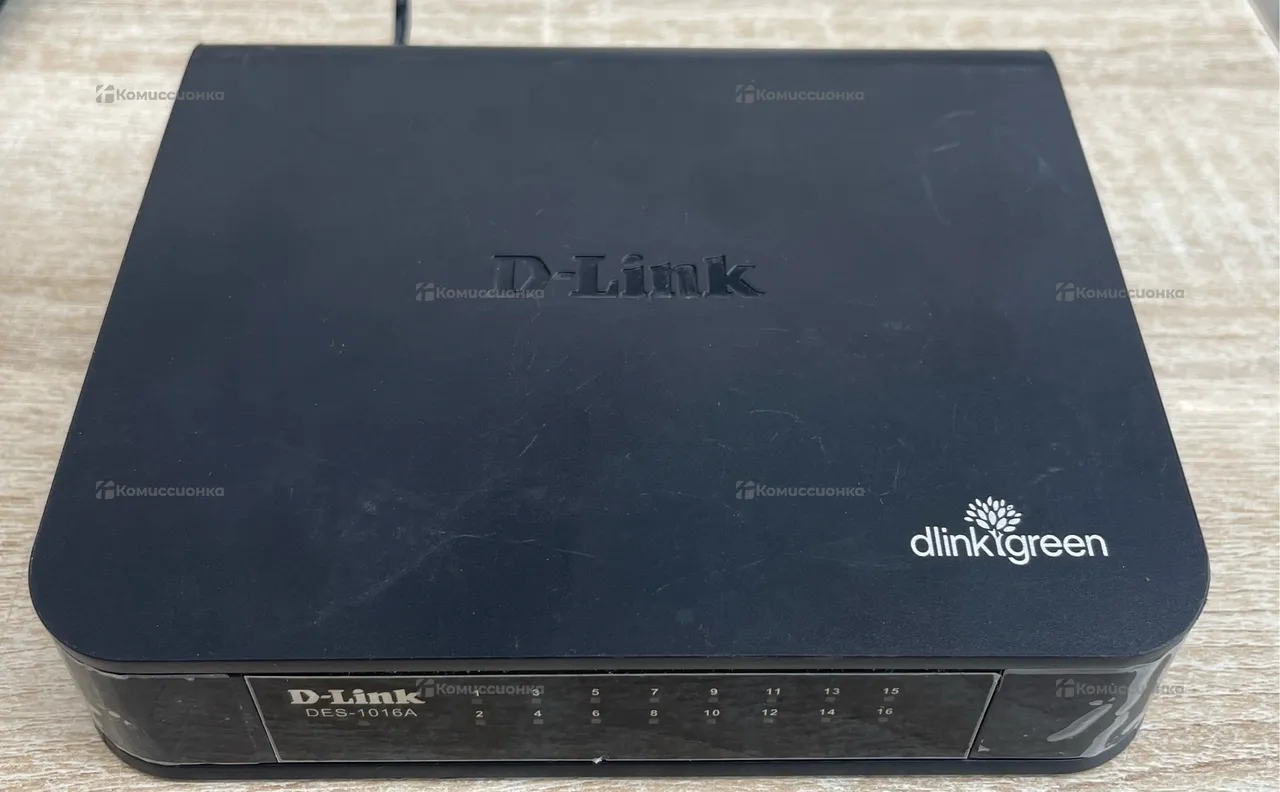 Комиссионка Комиссионка
D-Link
Комиссионка Комиссионка
Комиссионка Комиссионка
dlinkgreen
D-Link Комиссионка Комиссионка
1 3 5 7 9 11 13 15
DES-1016A
2 4 6 8 10 12 14 16